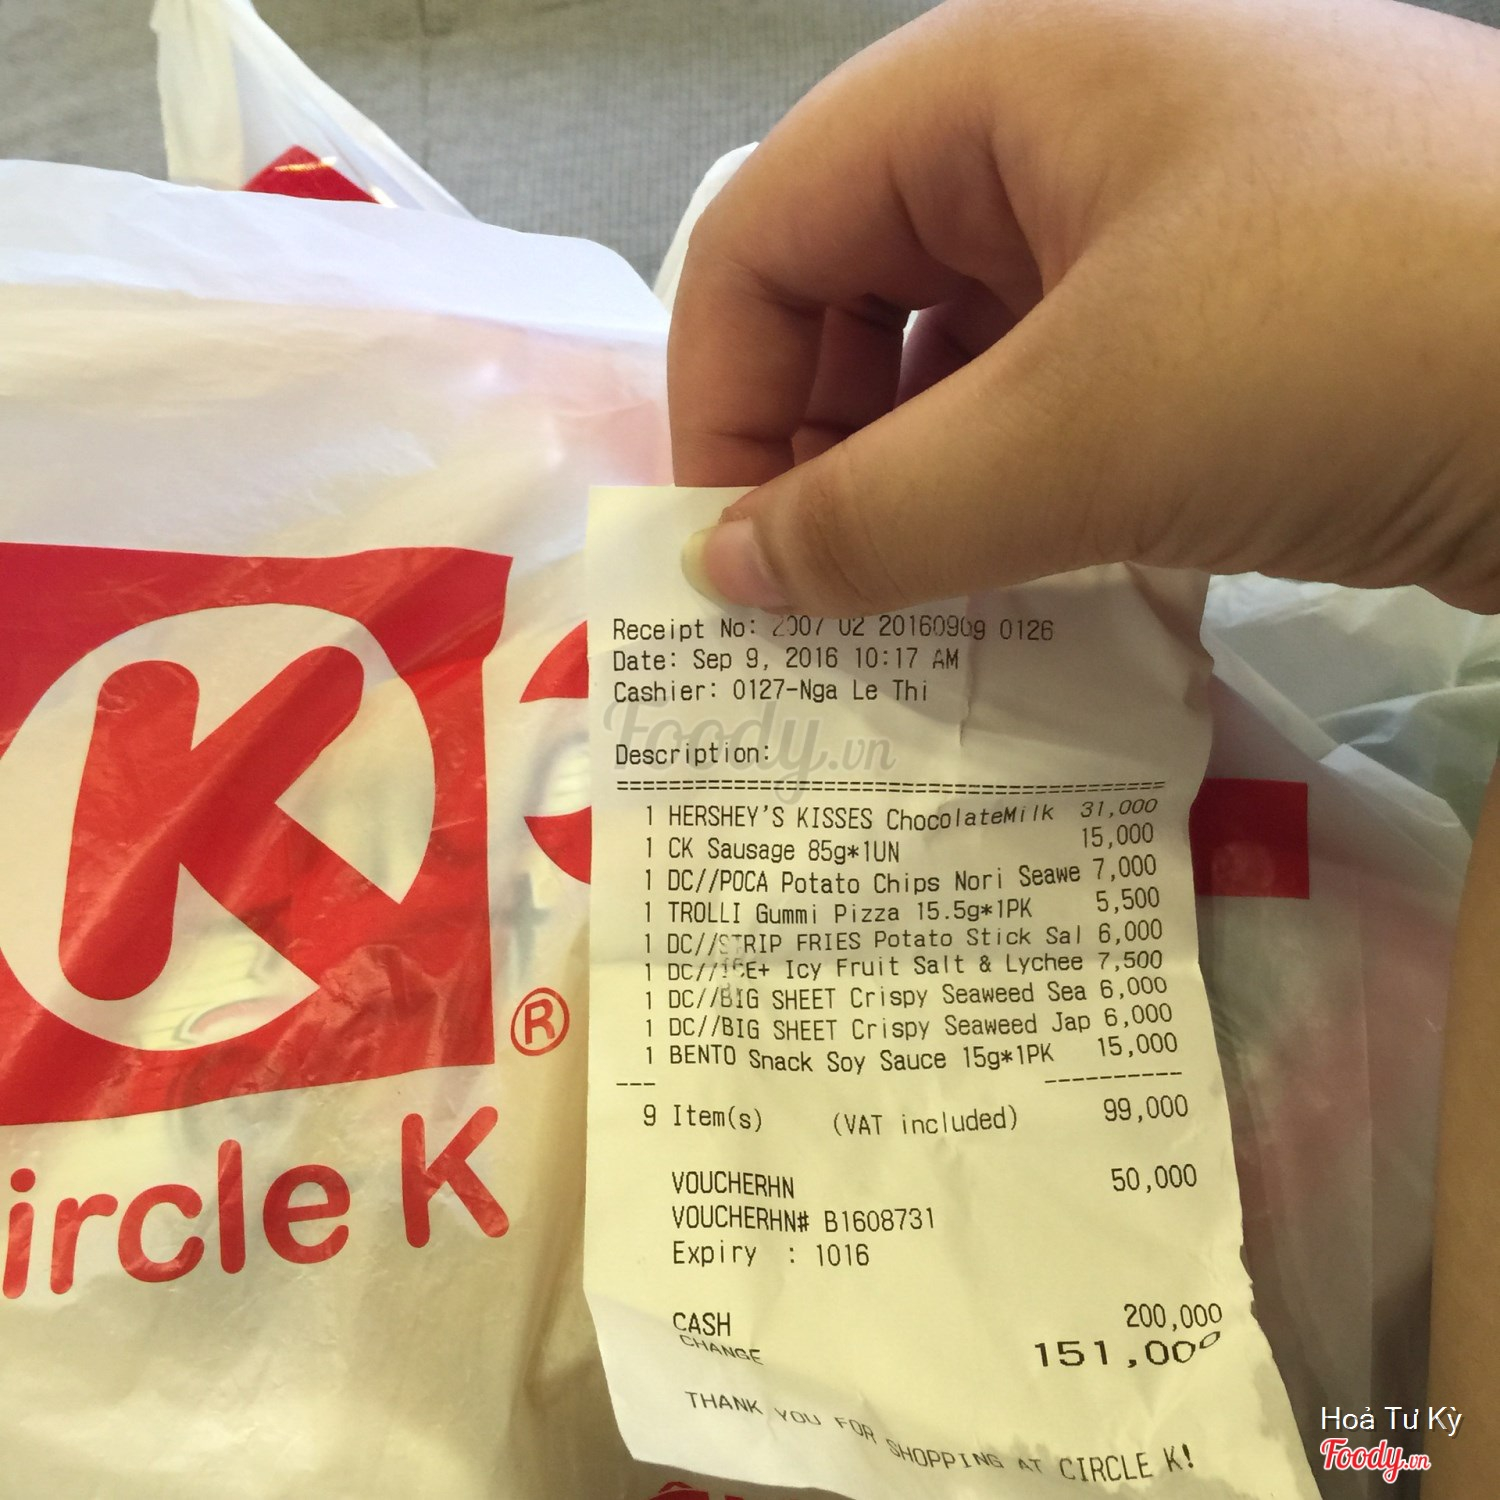 K
®
ircle K
Receipt No: 2007 02 20160909 0126
Date: Sep 9, 2016 10:17 AM
Cashier: 0127-Nga Le Thi
Foody.vn
Description:
==========================================
1 HERSHEY'S KISSES ChocolateMilk 31,000
1 CK Sausage 85g*1UN 15,000
1 DC//POCA Potato Chips Nori Seawe 7,000
1 TROLLI Gummi Pizza 15.5g*1PK 5,500
1 DC//STRIP FRIES Potato Stick Sal 6,000
1 DC//ICE+ Icy Fruit Salt & Lychee 7,500
1 DC//BIG SHEET Crispy Seaweed Sea 6,000
1 DC//BIG SHEET Crispy Seaweed Jap 6,000
1 BENTO Snack Soy Sauce 15g*1PK 15,000
--- ----------
9 Item(s) (VAT included) 99,000
VOUCHERHN 50,000
VOUCHERHN# B1608731
Expiry : 1016
CASH 200,000
CHANGE 151,000
THANK YOU FOR SHOPPING AT CIRCLE K!
Hoả Tư Kỳ
Foody.vn